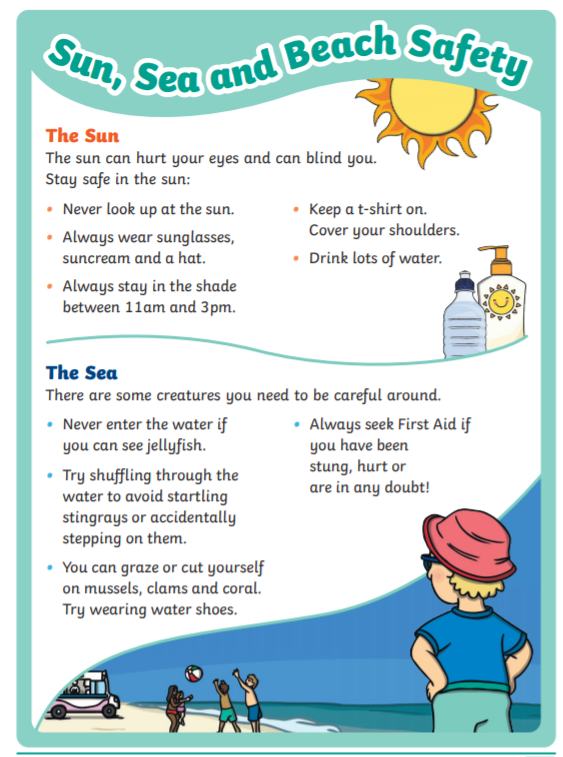 Sun, Sea and Beach Safety
The Sun
The sun can hurt your eyes and can blind you.
Stay safe in the sun:
• Never look up at the sun.
• Always wear sunglasses,
suncream and a hat.
• Always stay in the shade
between 11am and 3pm.
• Keep a t-shirt on.
Cover your shoulders.
• Drink lots of water.
The Sea
There are some creatures you need to be careful around.
• Never enter the water if
you can see jellyfish.
• Try shuffling through the
water to avoid startling
stingrays or accidentally
stepping on them.
• You can graze or cut yourself
on mussels, clams and coral.
Try wearing water shoes.
• Always seek First Aid if
you have been
stung, hurt or
are in any doubt!